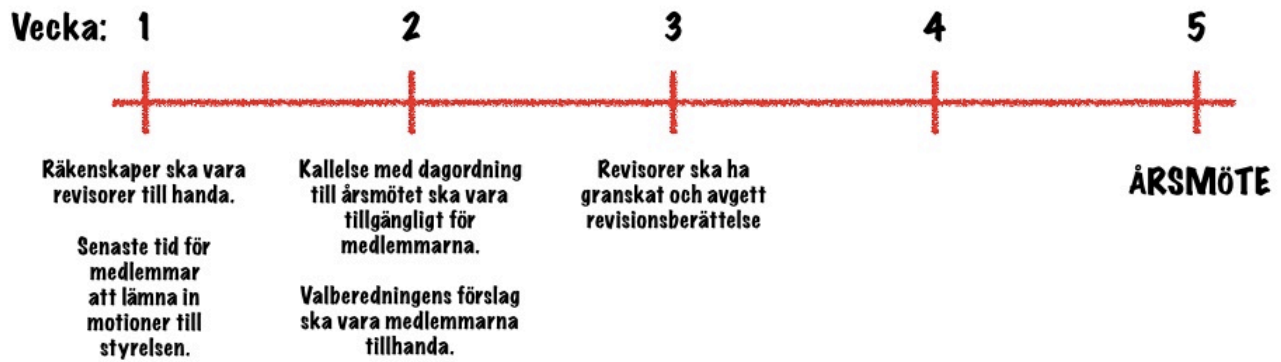 Vecka: 1 2 3 4 5
Räkenskaper ska vara
revisorer till handa.
Senaste tid för
medlemmar
att lämna in
motioner till
styrelsen.
Kallelse med dagordning
till årsmötet ska vara
tillgängligt för
medlemmarna.
Valberedningens förslag
ska vara medlemmarna
tillhanda.
Revisorer ska ha
granskat och avgett
revisionsberättelse
ÅRSMÖTE